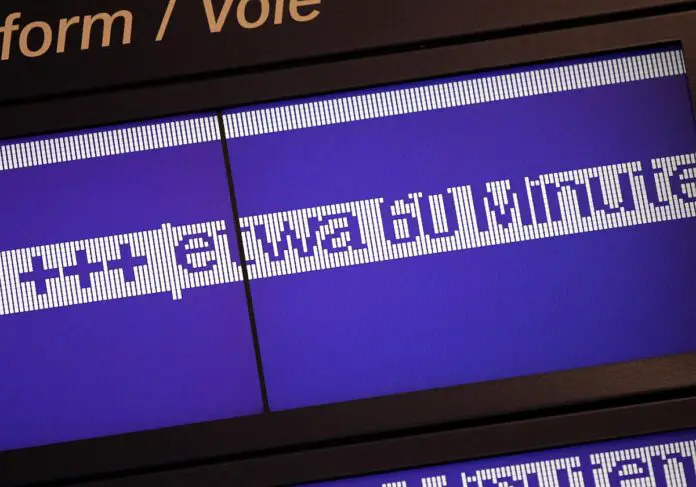 form / Voie
+++ etwa 60 Minute